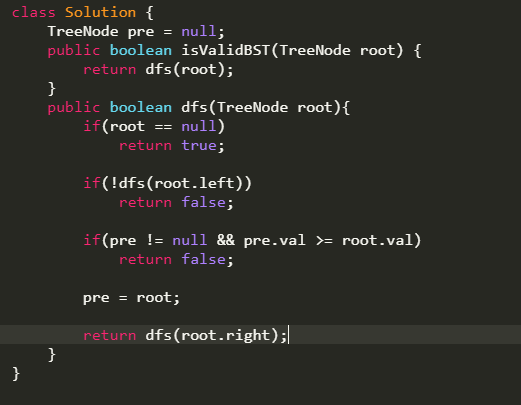 class Solution {
    TreeNode pre = null;
    public boolean isValidBST(TreeNode root) {
        return dfs(root);
    }
    public boolean dfs(TreeNode root){
        if(root == null)
            return true;

        if(!dfs(root.left))
            return false;

        if(pre != null && pre.val >= root.val)
            return false;

        pre = root;

        return dfs(root.right);
    }
}